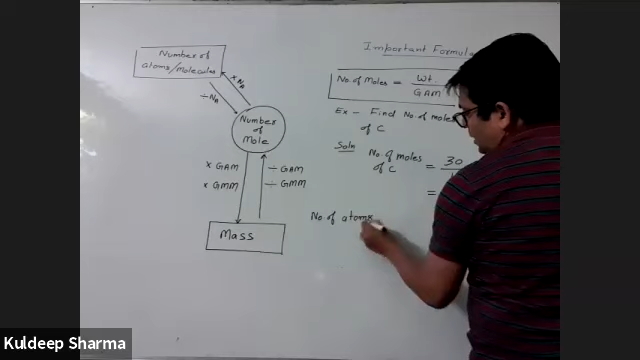 Number of
atoms/molecules
÷ NA
× NA
Number
of
Mole
× GAM
× GMM
÷ GAM
÷ GMM
Mass
Important Formula
No. of Moles = Wt.
GAM
Ex - Find No. of moles
of C
Soln
No. of moles
of C
= 30
=
No of atoms
Kuldeep Sharma